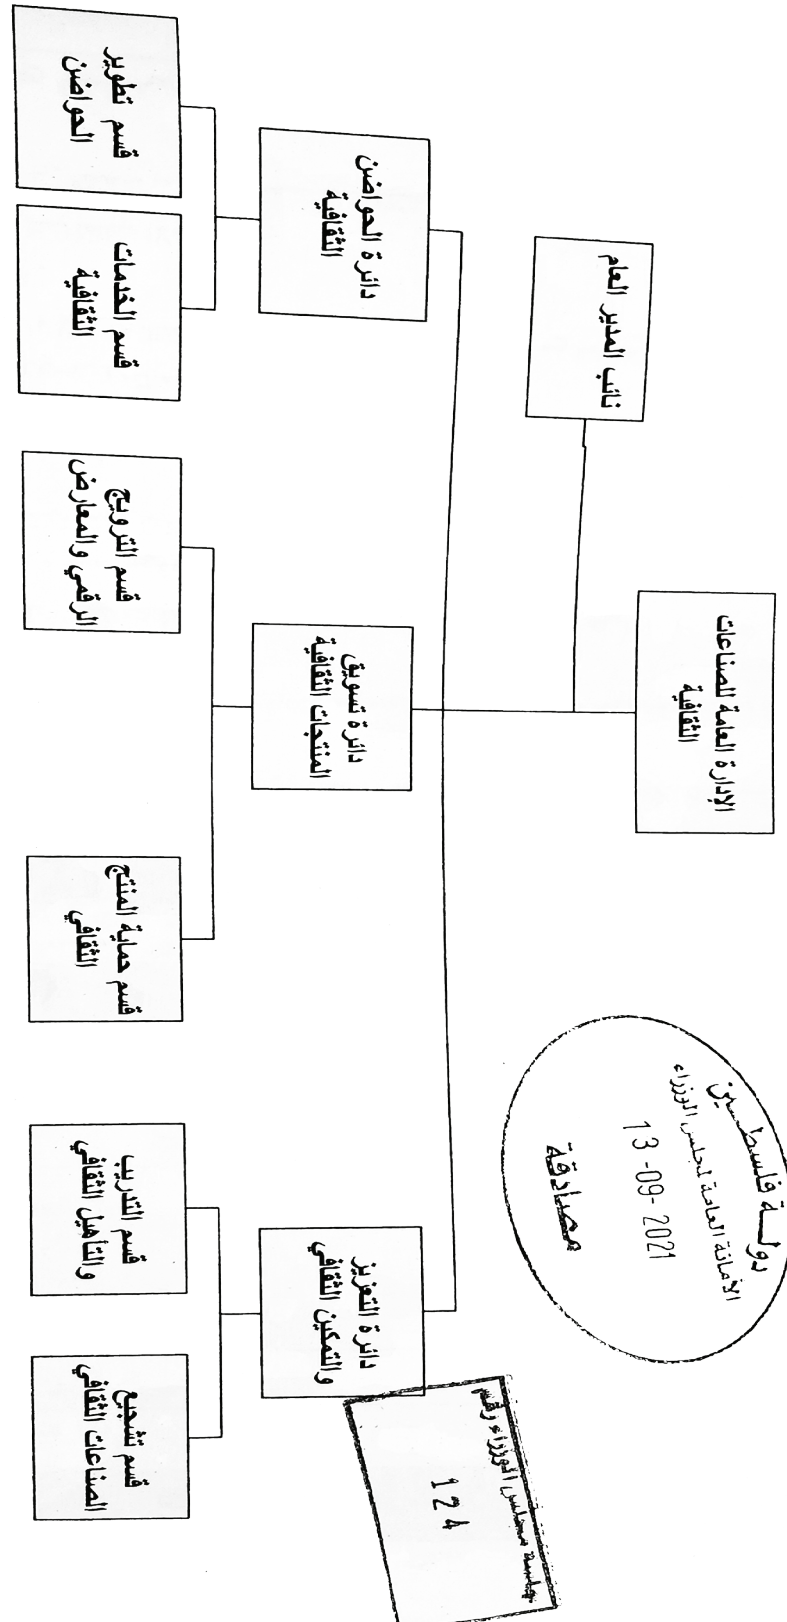 الإدارة العامة للصناعات
الثقافية
نائب المدير العام
دائرة الحواضن
الثقافية
دائرة تسويق
المنتجات الثقافية
دائرة التعزيز
والتمكين الثقافي
قسم تطوير
الحواضن
قسم الخدمات
الثقافية
قسم الترويج
الرقمي والمعارض
قسم حماية المنتج
الثقافي
قسم التدريب
والتأهيل الثقافي
قسم تشجيع
الصناعات الثقافي
دولة فلسطين
الأمانة العامة لمجلس الوزراء
13-09-2021
مصادقة
جلسة مجلس الوزراء رقم
124